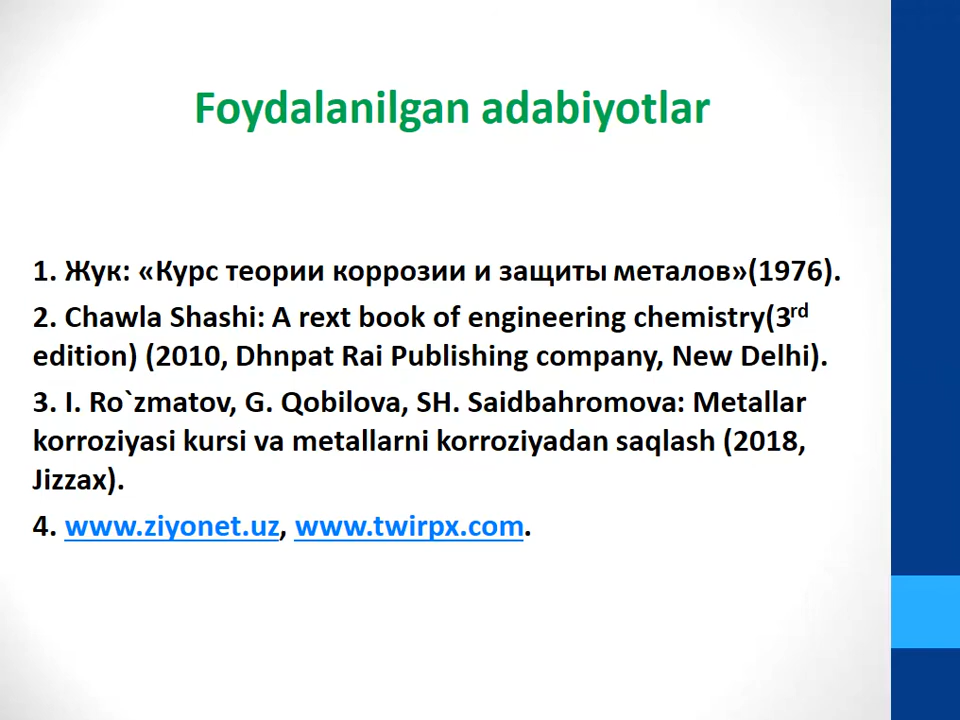 Foydalanilgan adabiyotlar
1. Жук: «Курс теории коррозии и защиты металов»(1976).
2. Chawla Shashi: A rext book of engineering chemistry(3rd
edition) (2010, Dhnpat Rai Publishing company, New Delhi).
3. I. Ro`zmatov, G. Qobilova, SH. Saidbahromova: Metallar
korroziyasi kursi va metallarni korroziyadan saqlash (2018,
Jizzax).
4. www.ziyonet.uz, www.twirpx.com.